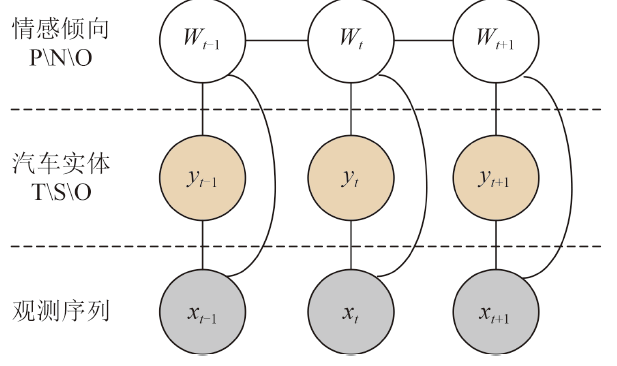 情感倾向
P\N\O
W_{t-1} W_t W_{t+1}
汽车实体
T\S\O
y_{t-1} y_t y_{t+1}
观测序列
x_{t-1} x_t x_{t+1}